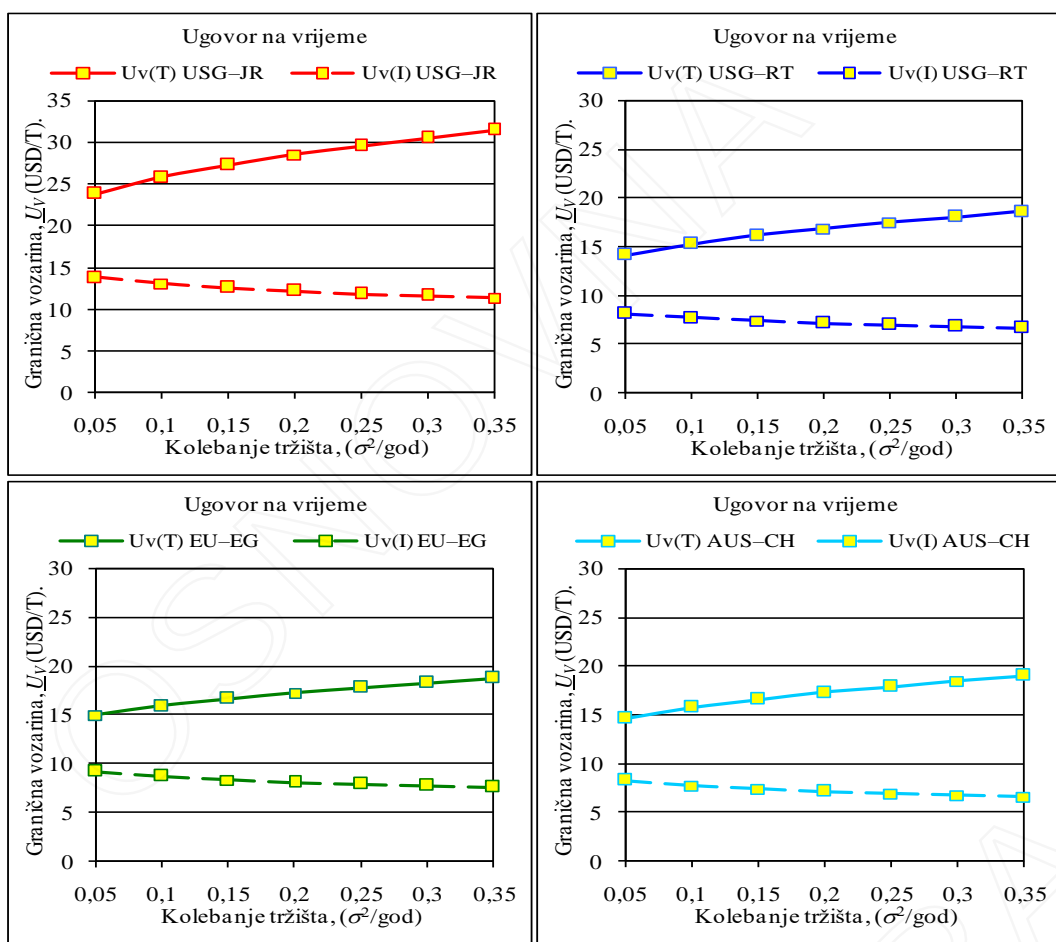 Ugovor na vrijeme
Uv(T) USG–JR Uv(I) USG–JR
Granična vozarina, U_V (USD/T).
35
30
25
20
15
10
5
0
0,05 0,1 0,15 0,2 0,25 0,3 0,35
Kolebanje tržišta, (σ²/god)
Ugovor na vrijeme
Uv(T) USG–RT Uv(I) USG–RT
Granična vozarina, U_V (USD/T).
30
25
20
15
10
5
0
0,05 0,1 0,15 0,2 0,25 0,3 0,35
Kolebanje tržišta, (σ²/god)
Ugovor na vrijeme
Uv(T) EU–EG Uv(I) EU–EG
Granična vozarina, U_V (USD/T).
30
25
20
15
10
5
0
0,05 0,1 0,15 0,2 0,25 0,3 0,35
Kolebanje tržišta, (σ²/god)
Ugovor na vrijeme
Uv(T) AUS–CH Uv(I) AUS–CH
Granična vozarina, U_V (USD/T).
30
25
20
15
10
5
0
0,05 0,1 0,15 0,2 0,25 0,3 0,35
Kolebanje tržišta, (σ²/god)
OSNOVNA